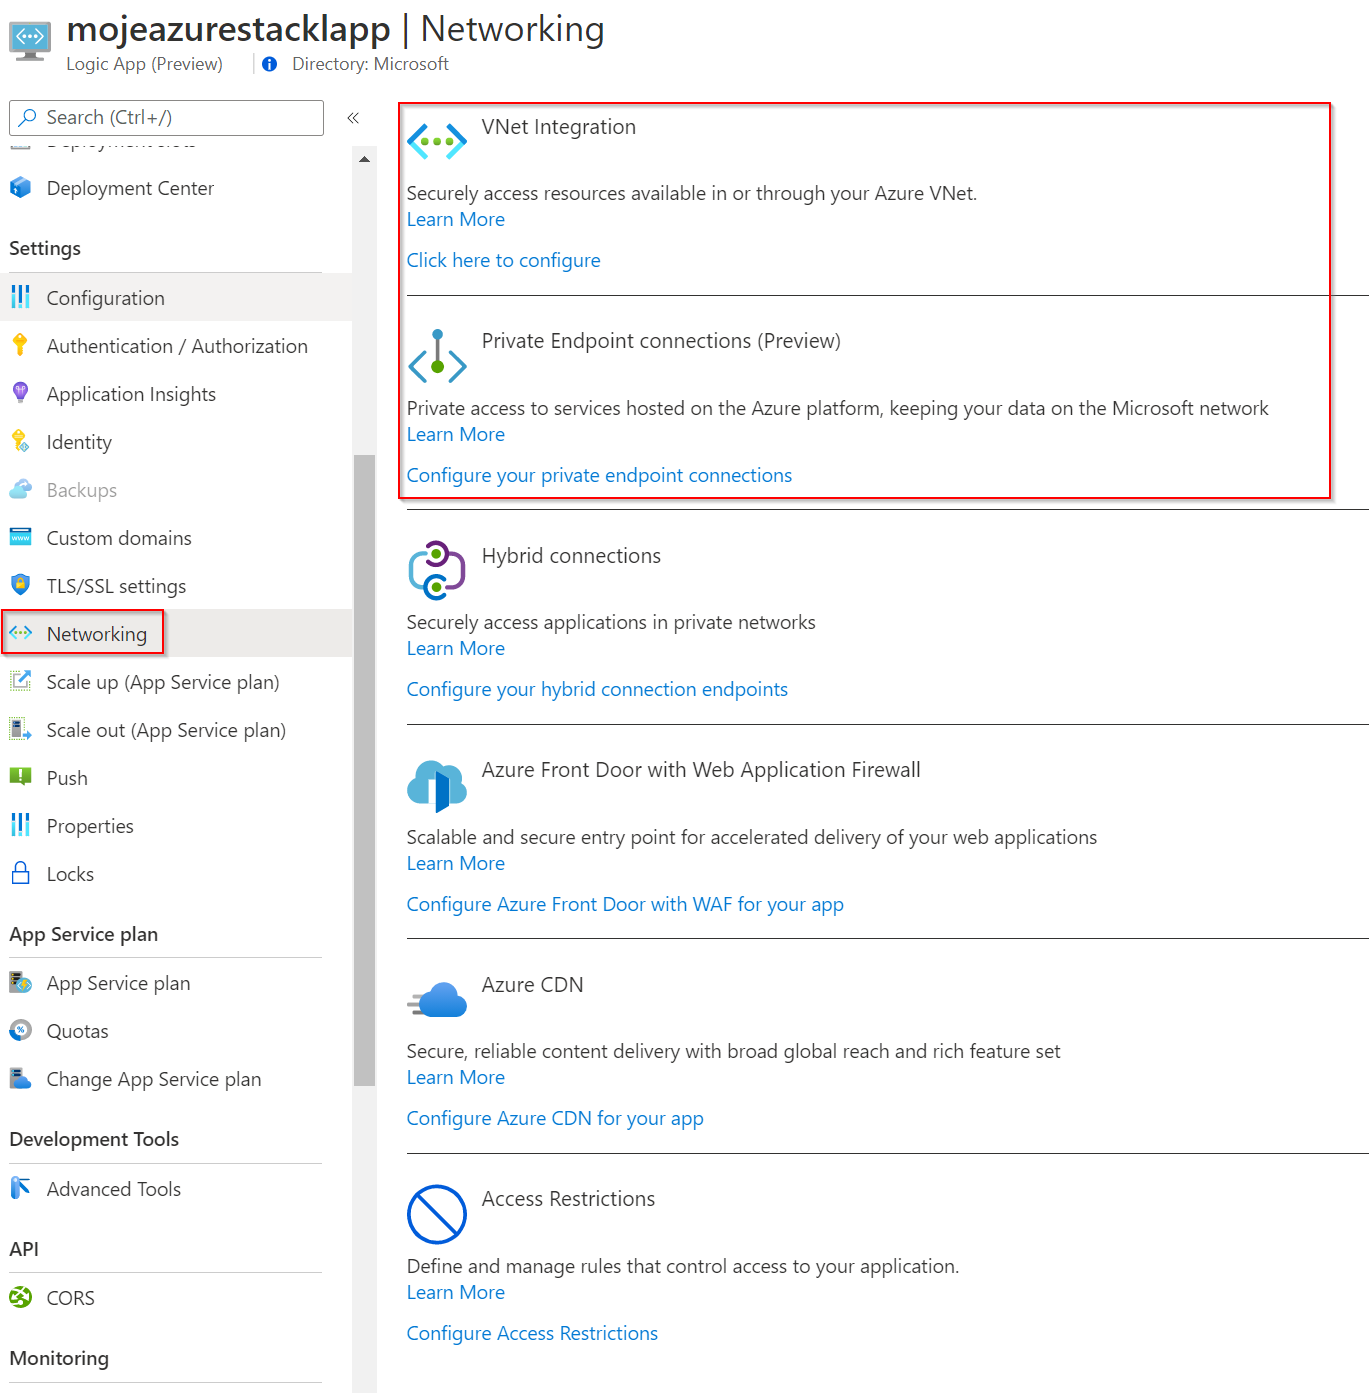 mojeazurestacklapp | Networking
Logic App (Preview)
Directory: Microsoft
Search (Ctrl+/)
«
Deployment slots
Deployment Center
Settings
Configuration
Authentication / Authorization
Application Insights
Identity
Backups
Custom domains
TLS/SSL settings
Networking
Scale up (App Service plan)
Scale out (App Service plan)
Push
Properties
Locks
App Service plan
App Service plan
Quotas
Change App Service plan
Development Tools
Advanced Tools
API
CORS
Monitoring
VNet Integration
Securely access resources available in or through your Azure VNet.
Learn More
Click here to configure
Private Endpoint connections (Preview)
Private access to services hosted on the Azure platform, keeping your data on the Microsoft network
Learn More
Configure your private endpoint connections
Hybrid connections
Securely access applications in private networks
Learn More
Configure your hybrid connection endpoints
Azure Front Door with Web Application Firewall
Scalable and secure entry point for accelerated delivery of your web applications
Learn More
Configure Azure Front Door with WAF for your app
Azure CDN
Secure, reliable content delivery with broad global reach and rich feature set
Learn More
Configure Azure CDN for your app
Access Restrictions
Define and manage rules that control access to your application.
Learn More
Configure Access Restrictions